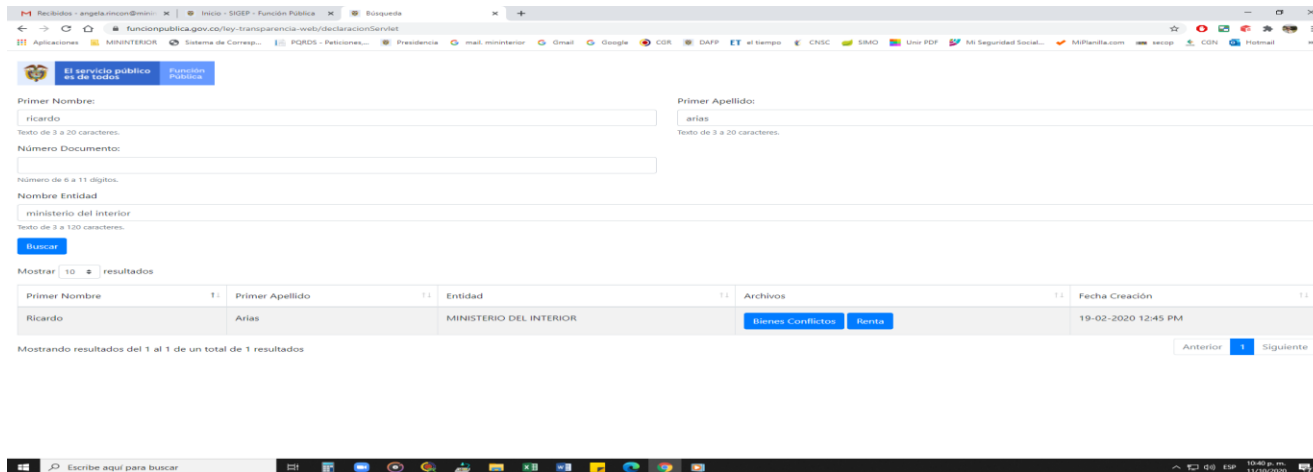 Recibidos - angela.rincon@mini
Inicio - SIGEP - Función Pública
Búsqueda
funcionpublica.gov.co/ley-transparencia-web/declaracionServlet
Aplicaciones MININTERIOR Sistema de Corresp... PQRDS - Peticiones,... Presidencia mail. mininterior Gmail Google CGR DAFP el tiempo CNSC SIMO Unir PDF Mi Seguridad Social... MiPlanilla.com secop CGN Hotmail
El servicio público
es de todos
Función
Pública
Primer Nombre: Primer Apellido:
ricardo arias
Texto de 3 a 20 caracteres. Texto de 3 a 20 caracteres.
Número Documento:
Número de 6 a 11 dígitos.
Nombre Entidad
ministerio del interior
Texto de 3 a 120 caracteres.
Buscar
Mostrar 10 resultados
Primer Nombre Primer Apellido Entidad Archivos Fecha Creación
Ricardo Arias MINISTERIO DEL INTERIOR Bienes Conflictos Renta 19-02-2020 12:45 PM
Mostrando resultados del 1 al 1 de un total de 1 resultados Anterior 1 Siguiente
Escribe aquí para buscar
ESP
10:40 p. m.
11/10/2020